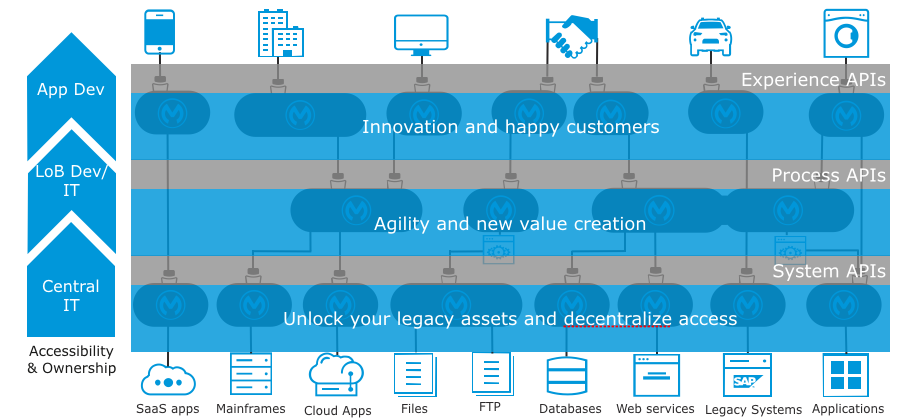 Experience APIs
App Dev
Innovation and happy customers
LoB Dev/
IT
Process APIs
Agility and new value creation
System APIs
Central
IT
Unlock your legacy assets and decentralize access
Accessibility
& Ownership
SAP
SaaS apps
Mainframes
Cloud Apps
Files
FTP
Databases
Web services
Legacy Systems
Applications